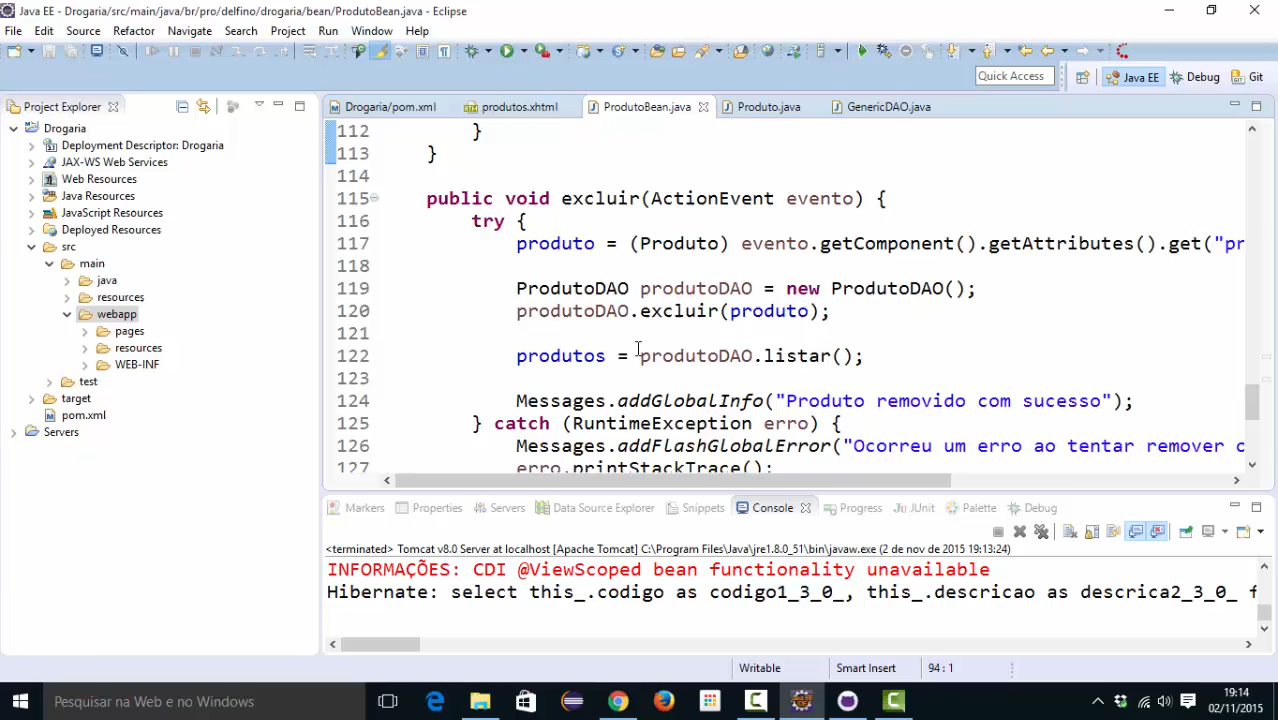 Java EE - Drogaria/src/main/java/br/pro/delfino/drogaria/bean/ProdutoBean.java - Eclipse
File Edit Source Refactor Navigate Search Project Run Window Help
Quick Access Java EE Debug Git
Project Explorer
Drogaria
Deployment Descriptor: Drogaria
JAX-WS Web Services
Web Resources
Java Resources
JavaScript Resources
Deployed Resources
src
main
java
resources
webapp
pages
resources
WEB-INF
test
target
pom.xml
Servers
Drogaria/pom.xml produtos.xhtml ProdutoBean.java Produto.java GenericDAO.java
112 }
113 }
114
115 public void excluir(ActionEvent evento) {
116 try {
117 produto = (Produto) evento.getComponent().getAttributes().get("pr
118
119 ProdutoDAO produtoDAO = new ProdutoDAO();
120 produtoDAO.excluir(produto);
121
122 produtos = produtoDAO.listar();
123
124 Messages.addGlobalInfo("Produto removido com sucesso");
125 } catch (RuntimeException erro) {
126 Messages.addFlashGlobalError("Ocorreu um erro ao tentar remover o
127 erro.printStackTrace();
Markers Properties Servers Data Source Explorer Snippets Console Progress JUnit Palette Debug
<terminated> Tomcat v8.0 Server at localhost [Apache Tomcat] C:\Program Files\Java\jre1.8.0_51\bin\javaw.exe (2 de nov de 2015 19:13:24)
INFORMAÇÕES: CDI @ViewScoped bean functionality unavailable
Hibernate: select this_.codigo as codigo1_3_0_, this_.descricao as descrica2_3_0_ f
Writable Smart Insert 94 : 1
Pesquisar na Web e no Windows
19:14
02/11/2015